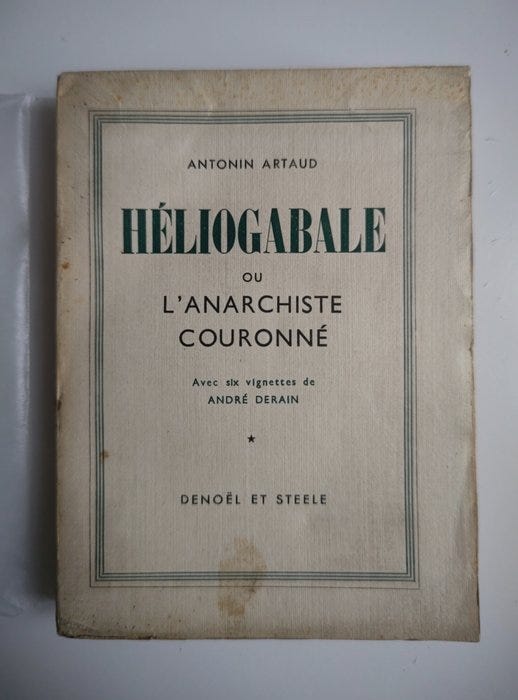 ANTONIN ARTAUD
HÉLIOGABALE
OU
L'ANARCHISTE
COURONNÉ
Avec six vignettes de
ANDRÉ DERAIN
★
DENOËL ET STEELE